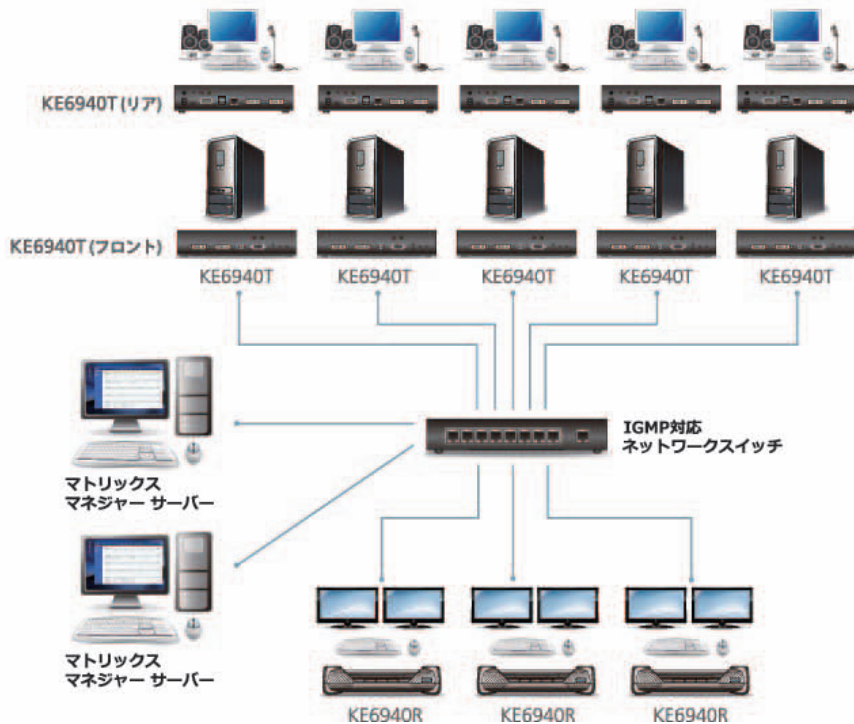 KE6940T (リア)
KE6940T (フロント)
KE6940T
KE6940T
KE6940T
KE6940T
KE6940T
IGMP対応
ネットワークスイッチ
マトリックス
マネジャー サーバー
マトリックス
マネジャー サーバー
KE6940R
KE6940R
KE6940R